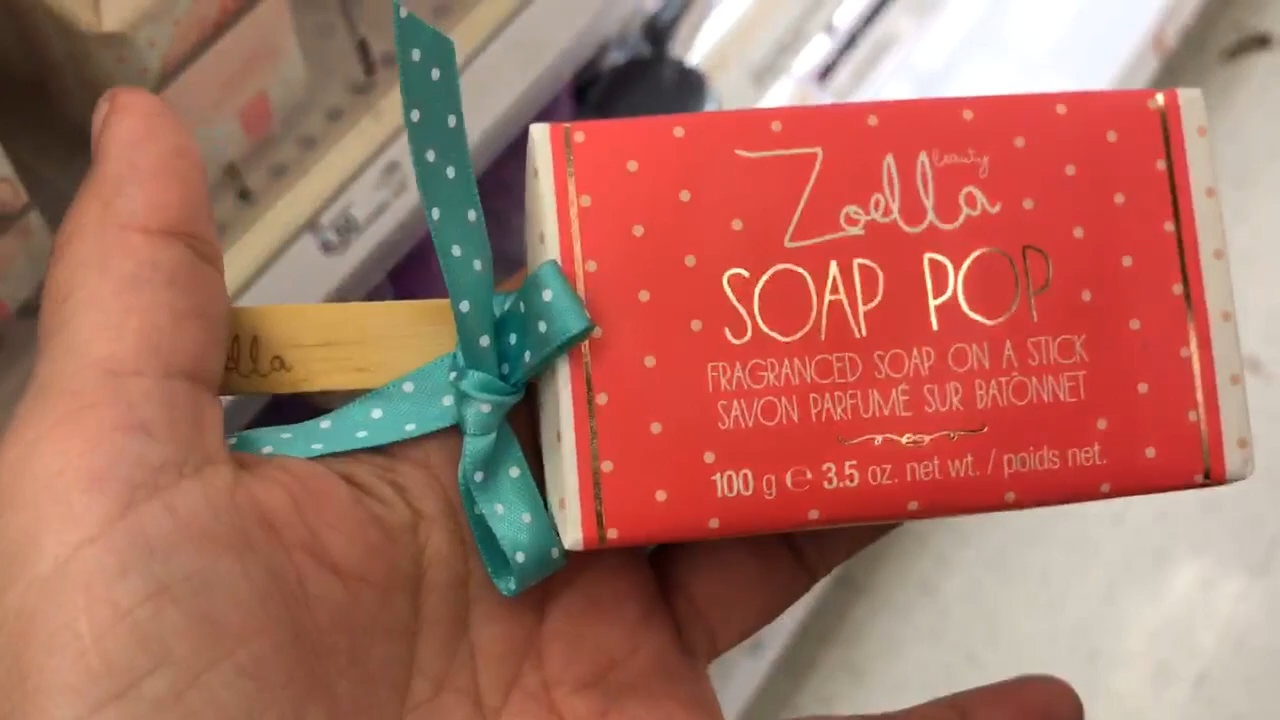 Zoella beauty
SOAP POP
FRAGRANCED SOAP ON A STICK
SAVON PARFUMÉ SUR BATÔNNET
100 g ℮ 3.5 oz. net wt. / poids net.
ella